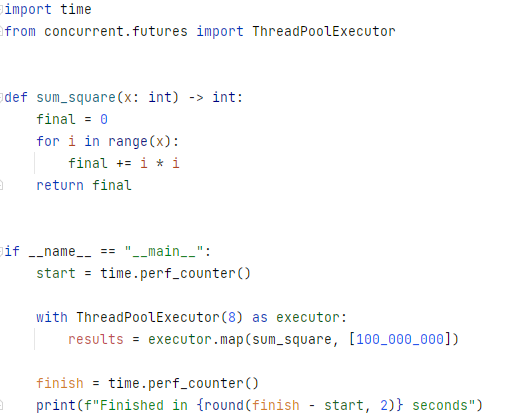 import time
from concurrent.futures import ThreadPoolExecutor


def sum_square(x: int) -> int:
    final = 0
    for i in range(x):
        final += i * i
    return final


if __name__ == "__main__":
    start = time.perf_counter()

    with ThreadPoolExecutor(8) as executor:
        results = executor.map(sum_square, [100_000_000])

    finish = time.perf_counter()
    print(f"Finished in {round(finish - start, 2)} seconds")